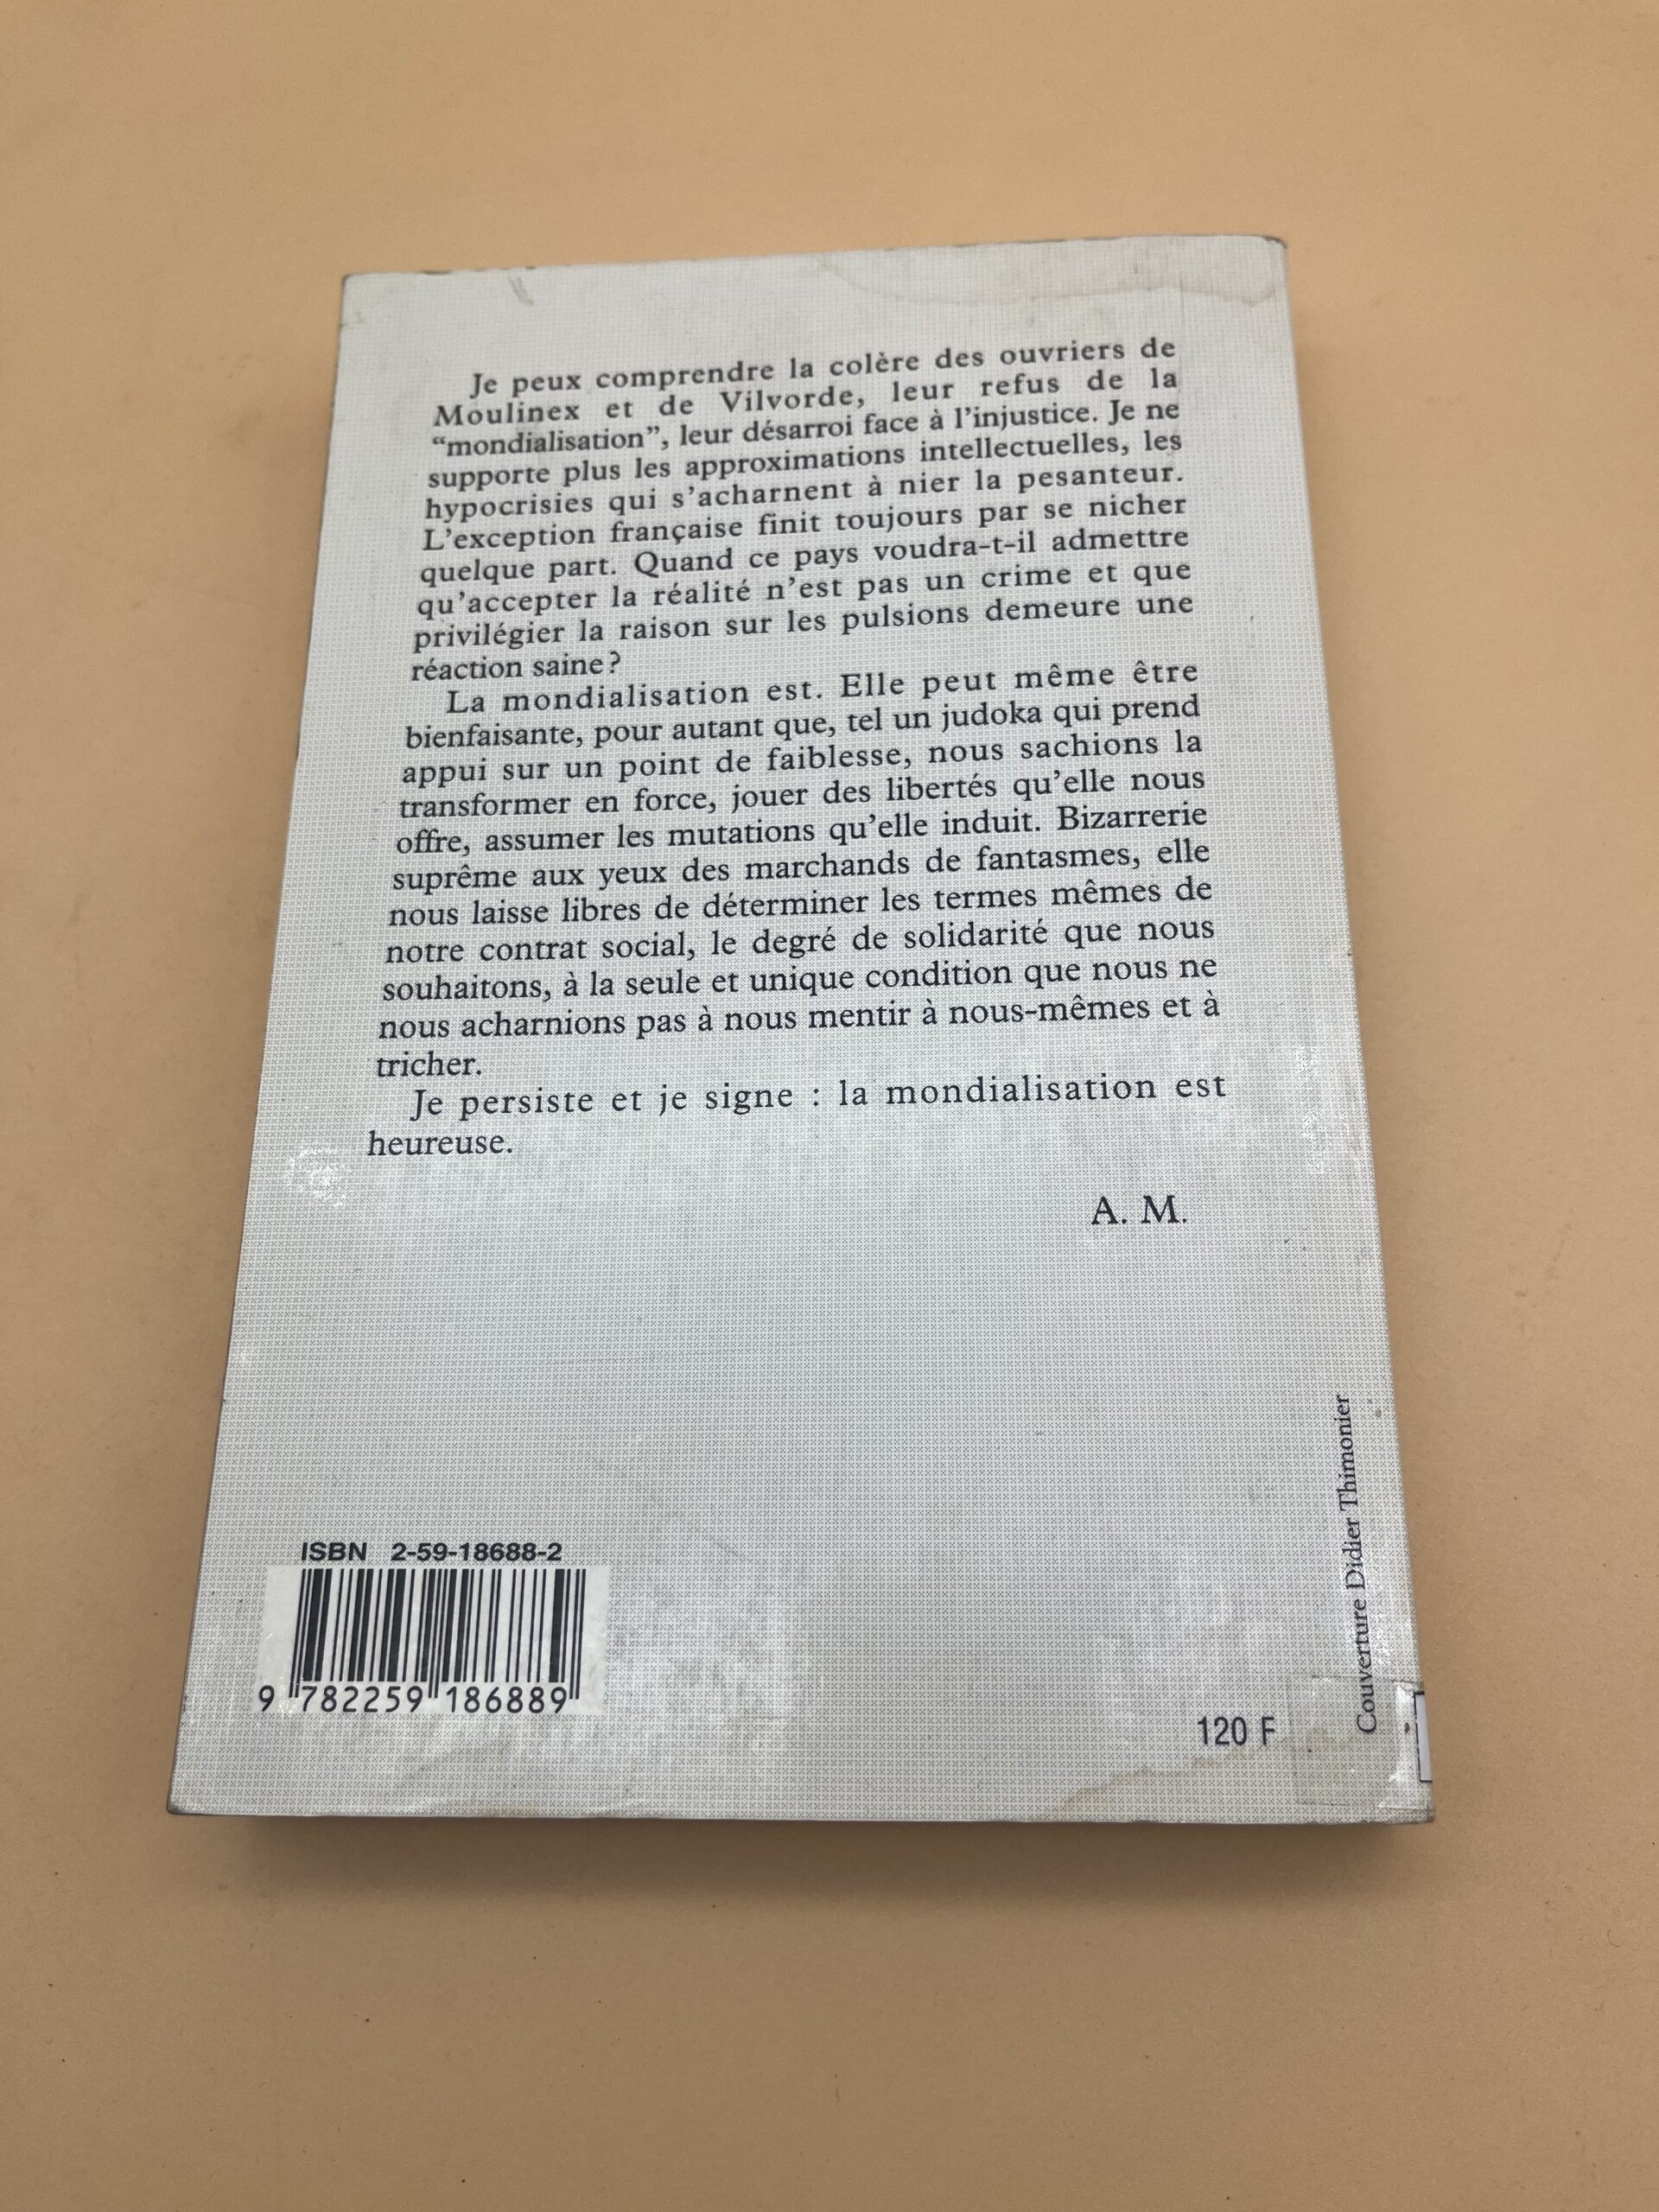 Je peux comprendre la colère des ouvriers de
Moulinex et de Vilvorde, leur refus de la
“mondialisation”, leur désarroi face à l’injustice. Je ne
supporte plus les approximations intellectuelles, les
hypocrisies qui s’acharnent à nier la pesanteur.
L’exception française finit toujours par se nicher
quelque part. Quand ce pays voudra-t-il admettre
qu’accepter la réalité n’est pas un crime et que
privilégier la raison sur les pulsions demeure une
réaction saine ?
La mondialisation est. Elle peut même être
bienfaisante, pour autant que, tel un judoka qui prend
appui sur un point de faiblesse, nous sachions la
transformer en force, jouer des libertés qu’elle nous
offre, assumer les mutations qu’elle induit. Bizarrerie
suprême aux yeux des marchands de fantasmes, elle
nous laisse libres de déterminer les termes mêmes de
notre contrat social, le degré de solidarité que nous
souhaitons, à la seule et unique condition que nous ne
nous acharnions pas à nous mentir à nous-mêmes et à
tricher.
Je persiste et je signe : la mondialisation est
heureuse.
A. M.
Couverture Didier Thimonier
ISBN 2-59-18688-2
9 782259 186889
120 F